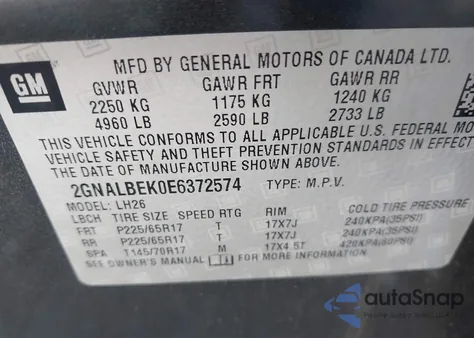 GM
MFD BY GENERAL MOTORS OF CANADA LTD.
GVWR GAWR FRT GAWR RR
2250 KG 1175 KG 1240 KG
4960 LB 2590 LB 2733 LB
THIS VEHICLE CONFORMS TO ALL APPLICABLE U.S. FEDERAL MOTOR
VEHICLE SAFETY AND THEFT PREVENTION STANDARDS IN EFFECT
THE DATE OF MANUFACTURE SHOWN ABOVE.
2GNALBEK0E6372574 TYPE: M.P.V.
MODEL: LH26
LBCH TIRE SIZE SPEED RTG RIM COLD TIRE PRESSURE
FRT P225/65R17 T 17X7J 240KPA(35PSI)
RR P225/65R17 T 17X7J 240KPA(35PSI)
SPA T145/70R17 M 17X4.5T 420KPA(60PSI)
SEE OWNER'S MANUAL FOR MORE INFORMATION.
autoSnap